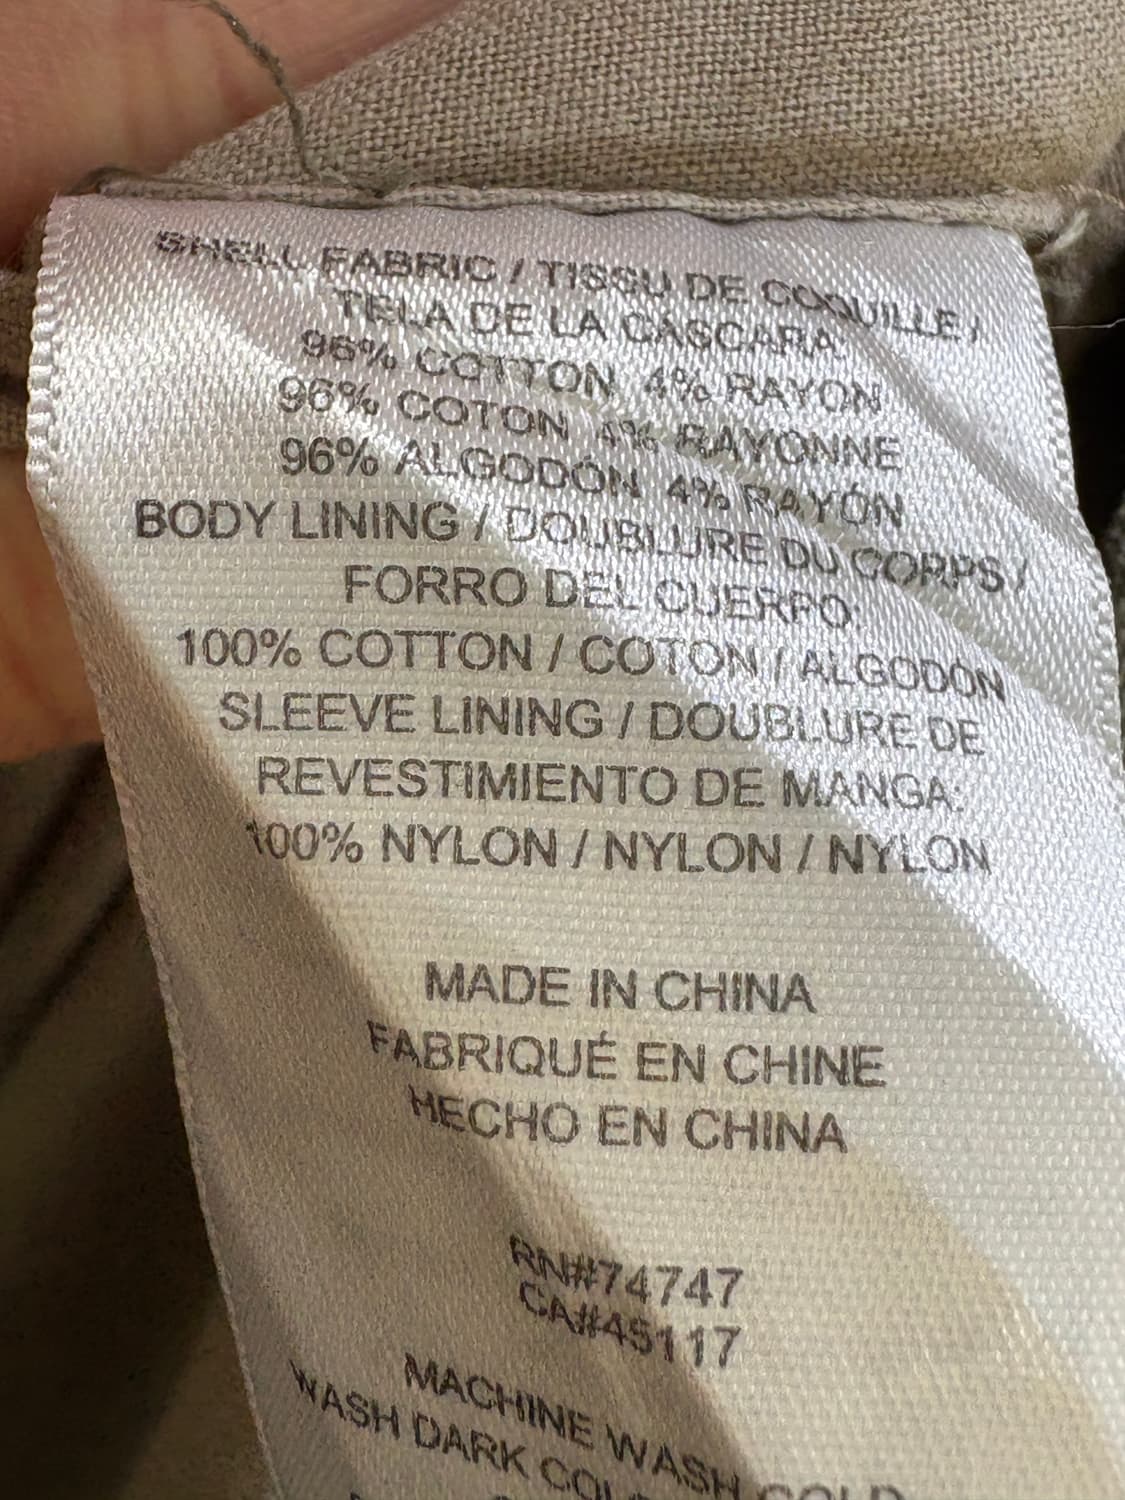 SHELL FABRIC / TISSU DE COQUILLE /
TELA DE LA CASCARA:
96% COTTON 4% RAYON
96% COTON 4% RAYONNE
96% ALGODÓN 4% RAYÓN
BODY LINING / DOUBLURE DU CORPS /
FORRO DEL CUERPO:
100% COTTON / COTON / ALGODÓN
SLEEVE LINING / DOUBLURE DE
REVESTIMIENTO DE MANGA:
100% NYLON / NYLON / NYLON
MADE IN CHINA
FABRIQUÉ EN CHINE
HECHO EN CHINA
RN#74747
CA#45117
MACHINE WASH COLD
WASH DARK